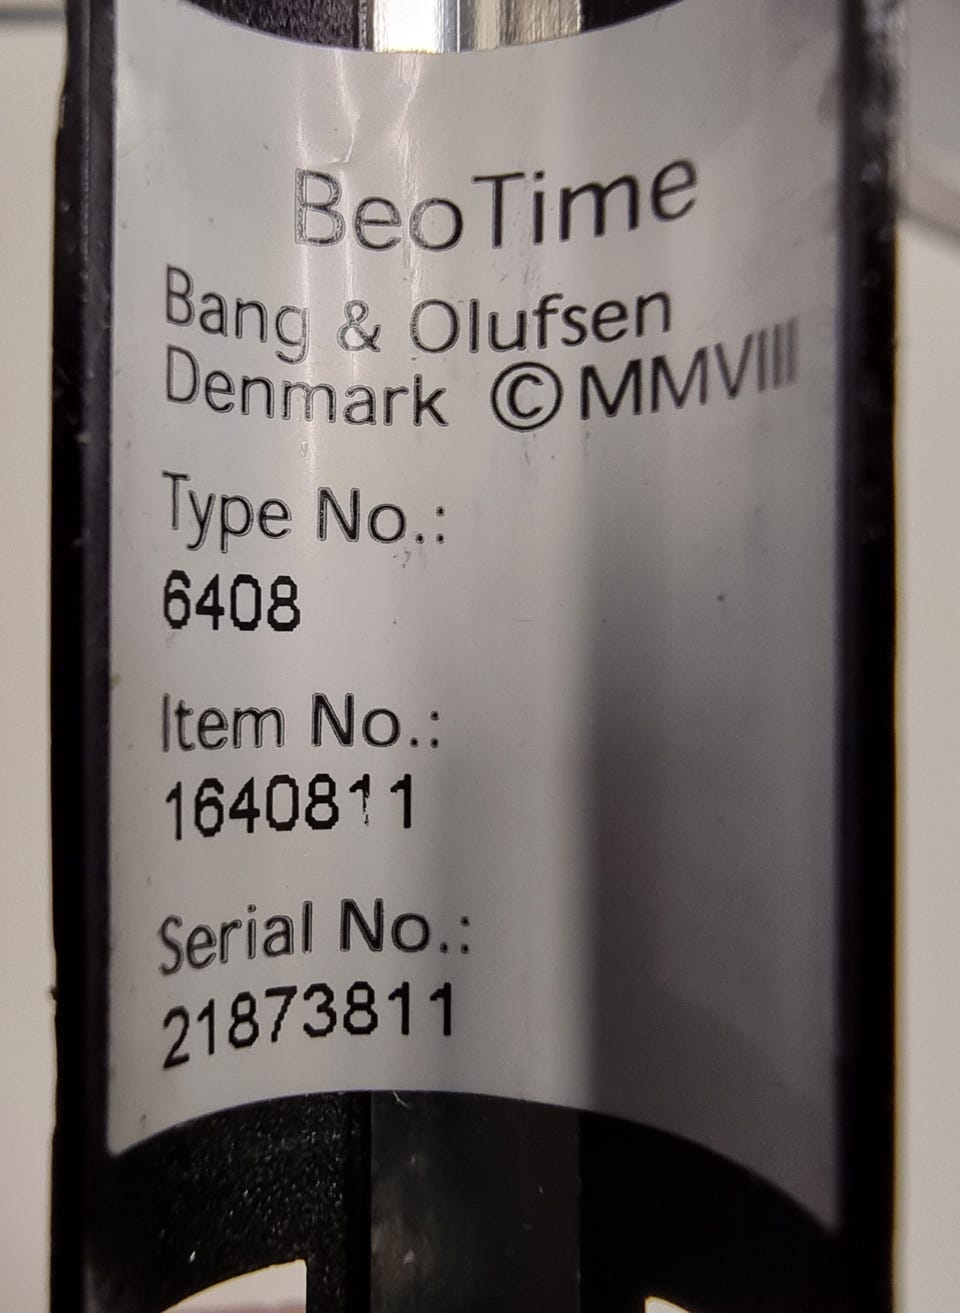 BeoTime
Bang & Olufsen
Denmark ©MMVIII
Type No.:
6408
Item No.:
1640811
Serial No.:
21873811